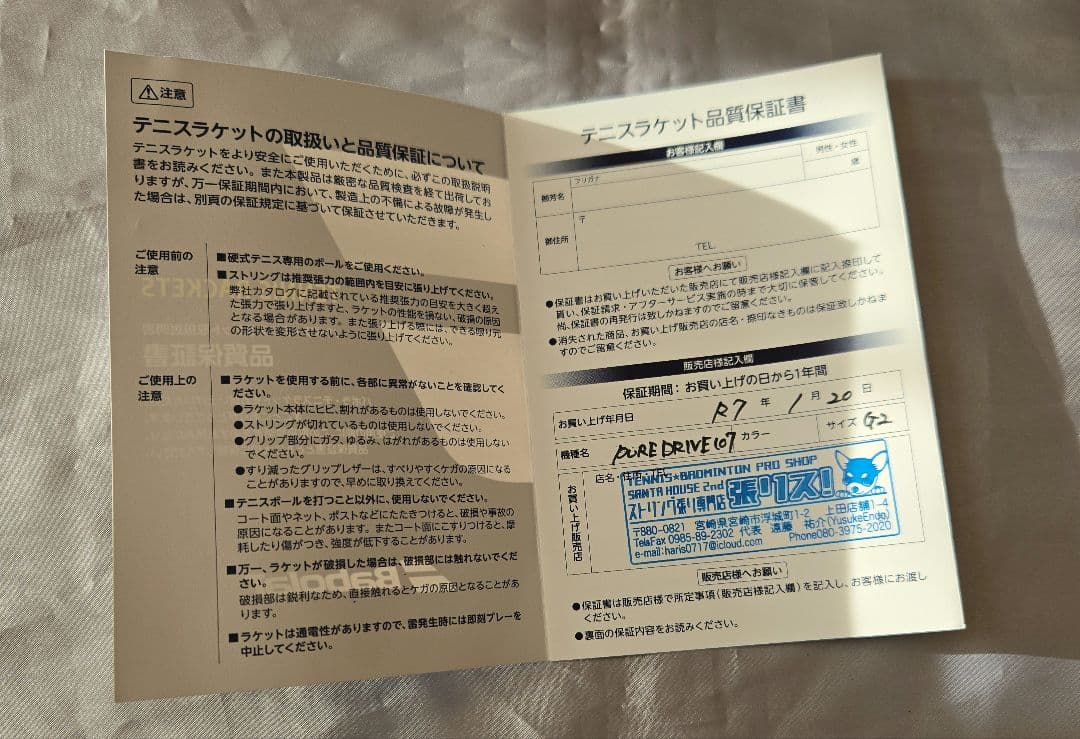 注意
テニスラケットの取扱いと品質保証について
テニスラケットをより安全にご使用いただくために、必ずこの取扱説明
書をお読みください。また本製品は厳密な品質検査を経て出荷してお
りますが、万一保証期間内において、製造上の不備による故障が発生し
た場合は、別頁の保証規定に基づいて保証させていただきます。
ご使用前の
注意
■硬式テニス専用のボールをご使用ください。
■ストリングは推奨張力の範囲内を目安に張り上げてください。
弊社カタログに記載されている推奨張力の目安を大きく超え
た張力で張り上げますと、ラケットの性能を損ない、破損の原因
となる場合があります。また張り上げる際には、できる限り元
の形状を変形させないように張り上げてください。
ご使用上の
注意
■ラケットを使用する前に、各部に異常がないことを確認してく
ださい。
●ラケット本体にヒビ、割れがあるものは使用しないでください。
●ストリングが切れているものは使用しないでください。
●グリップ部分にガタ、ゆるみ、はがれがあるものは使用しない
でください。
●すり減ったグリップレザーは、すべりやすくケガの原因になる
ことがありますので、早めに取り換えてください。
■テニスボールを打つこと以外に、使用しないでください。
コート面やネット、ポストなどにたたきつけると、破損や事故の
原因になることがあります。またコート面にこすりつけると、摩
耗したり傷がつき、強度が低下することがあります。
■万一、ラケットが破損した場合は、破損部には触れないでくだ
さい。
破損部は鋭利なため、直接触れるとケガの原因となることがあ
ります。
■ラケットは通電性がありますので、雷発生時には即刻プレーを
中止してください。
テニスラケット品質保証書
お客様記入欄
フリガナ
男性・女性
御芳名
歳
御住所
〒
TEL.
お客様へお願い
●保証書はお買い上げいただいた販売店にて販売店様記入欄に記入捺印して
貰い、保証請求・アフターサービス実施の時まで大切に保管してください。
尚、保証書の再発行は致しかねますのでご留意ください。
●消失された商品、お買い上げ販売店の店名・捺印なきものは保証致しかねま
すのでご留意ください。
販売店様記入欄
保証期間：お買い上げの日から1年間
お買い上げ年月日 R7 年 1 月 20 日
機種名 PURE DRIVE 107 カラー サイズ G2
お買い上げ販売店
店名・住所・TEL
TENNIS★BADMINTON PRO SHOP
SANTA HOUSE 2nd
ストリング張り専門店 張リス!
〒880-0821 宮崎県宮崎市浮城町1-2 上田店舗1-4
Tel&Fax 0985-89-2302 代表 遠藤 祐介(YusukeEndo)
e-mail:haris0717@icloud.com Phone080-3975-2020
販売店様へお願い
●保証書は販売店様で所定事項（販売店様記入欄）を記入し、お客様にお渡し
ください。
●裏面の保証内容をお読みください。